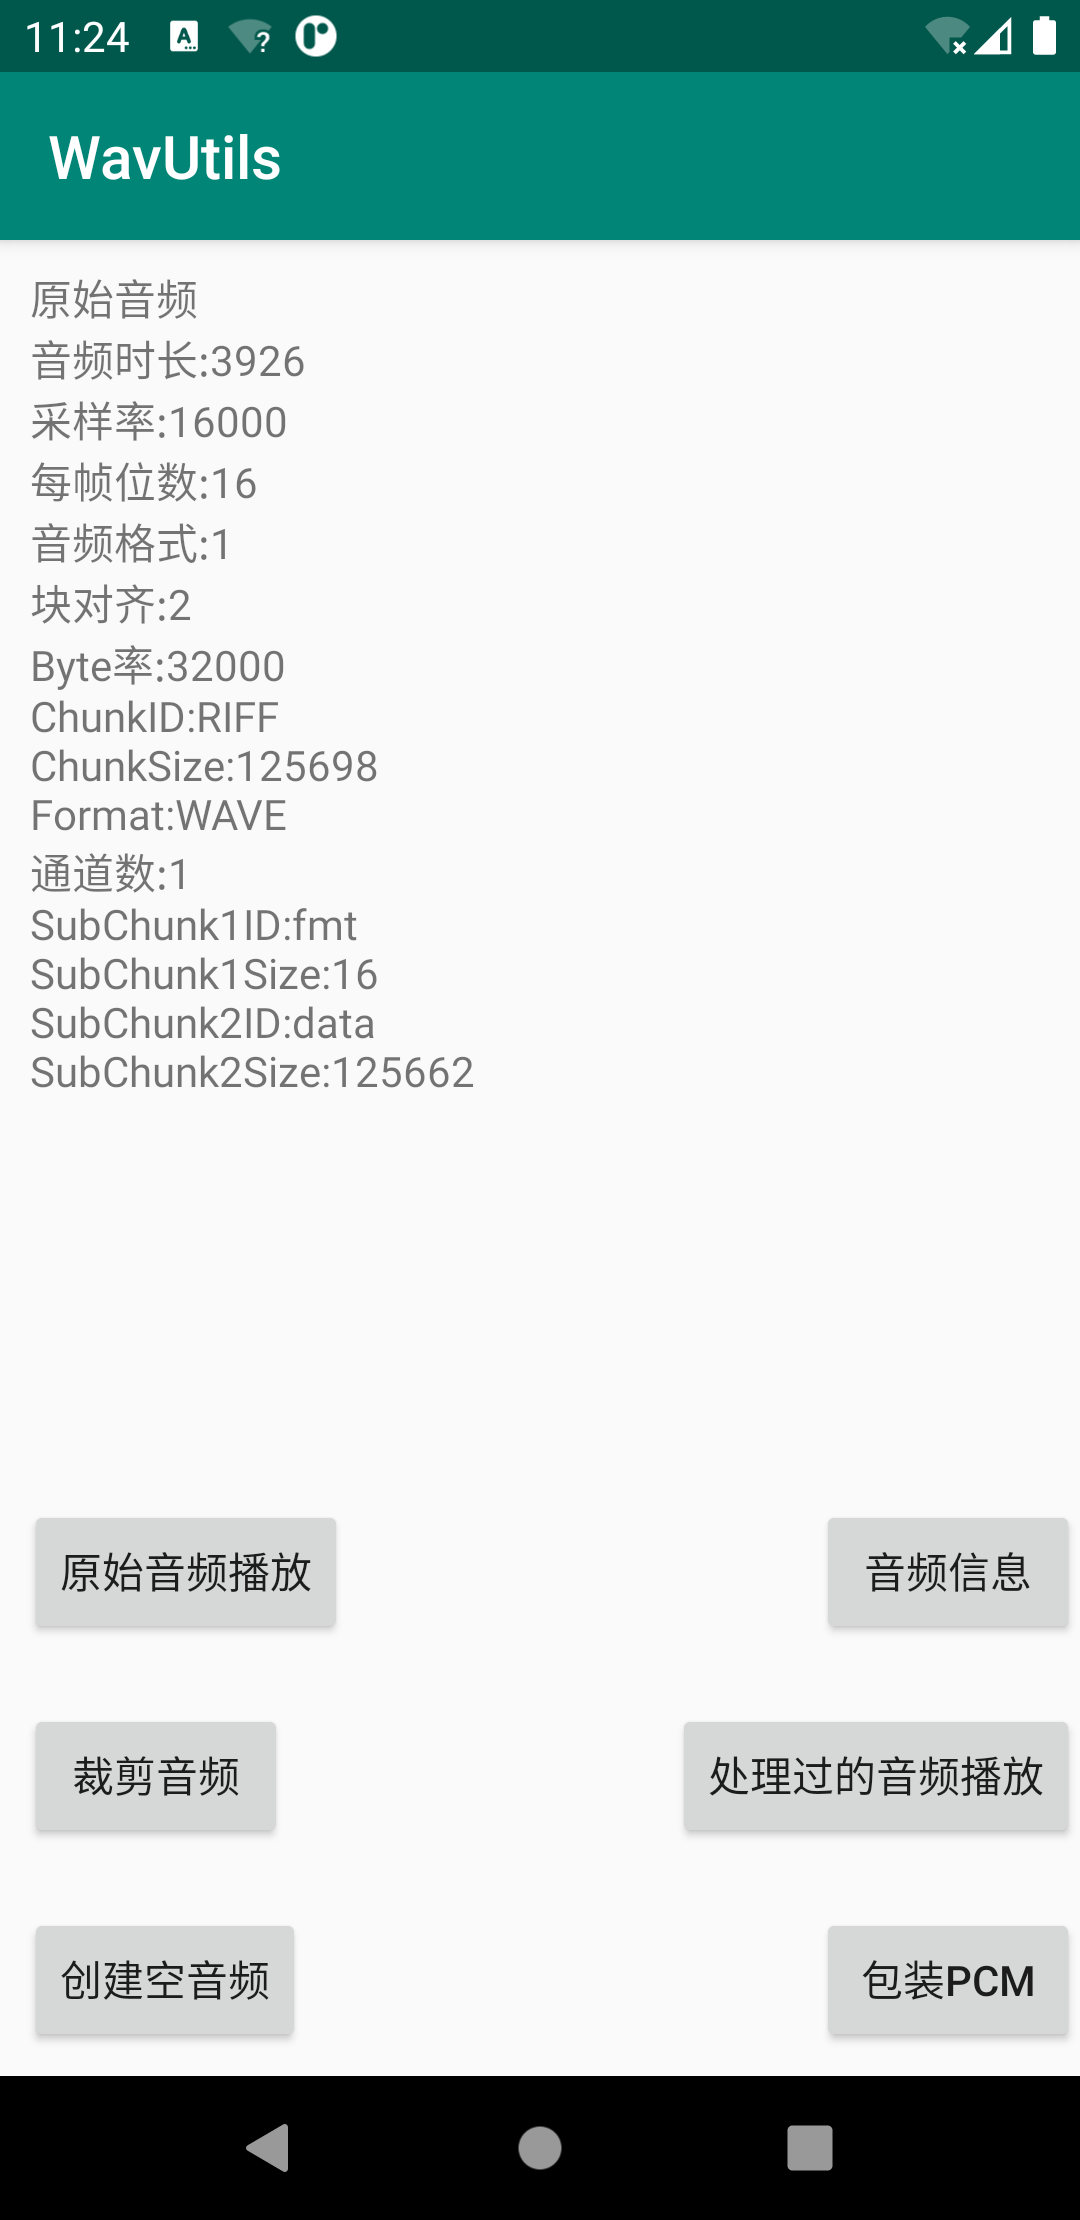 11:24
WavUtils
原始音频
音频时长:3926
采样率:16000
每帧位数:16
音频格式:1
块对齐:2
Byte率:32000
ChunkID:RIFF
ChunkSize:125698
Format:WAVE
通道数:1
SubChunk1ID:fmt
SubChunk1Size:16
SubChunk2ID:data
SubChunk2Size:125662
原始音频播放
音频信息
裁剪音频
处理过的音频播放
创建空音频
包装PCM